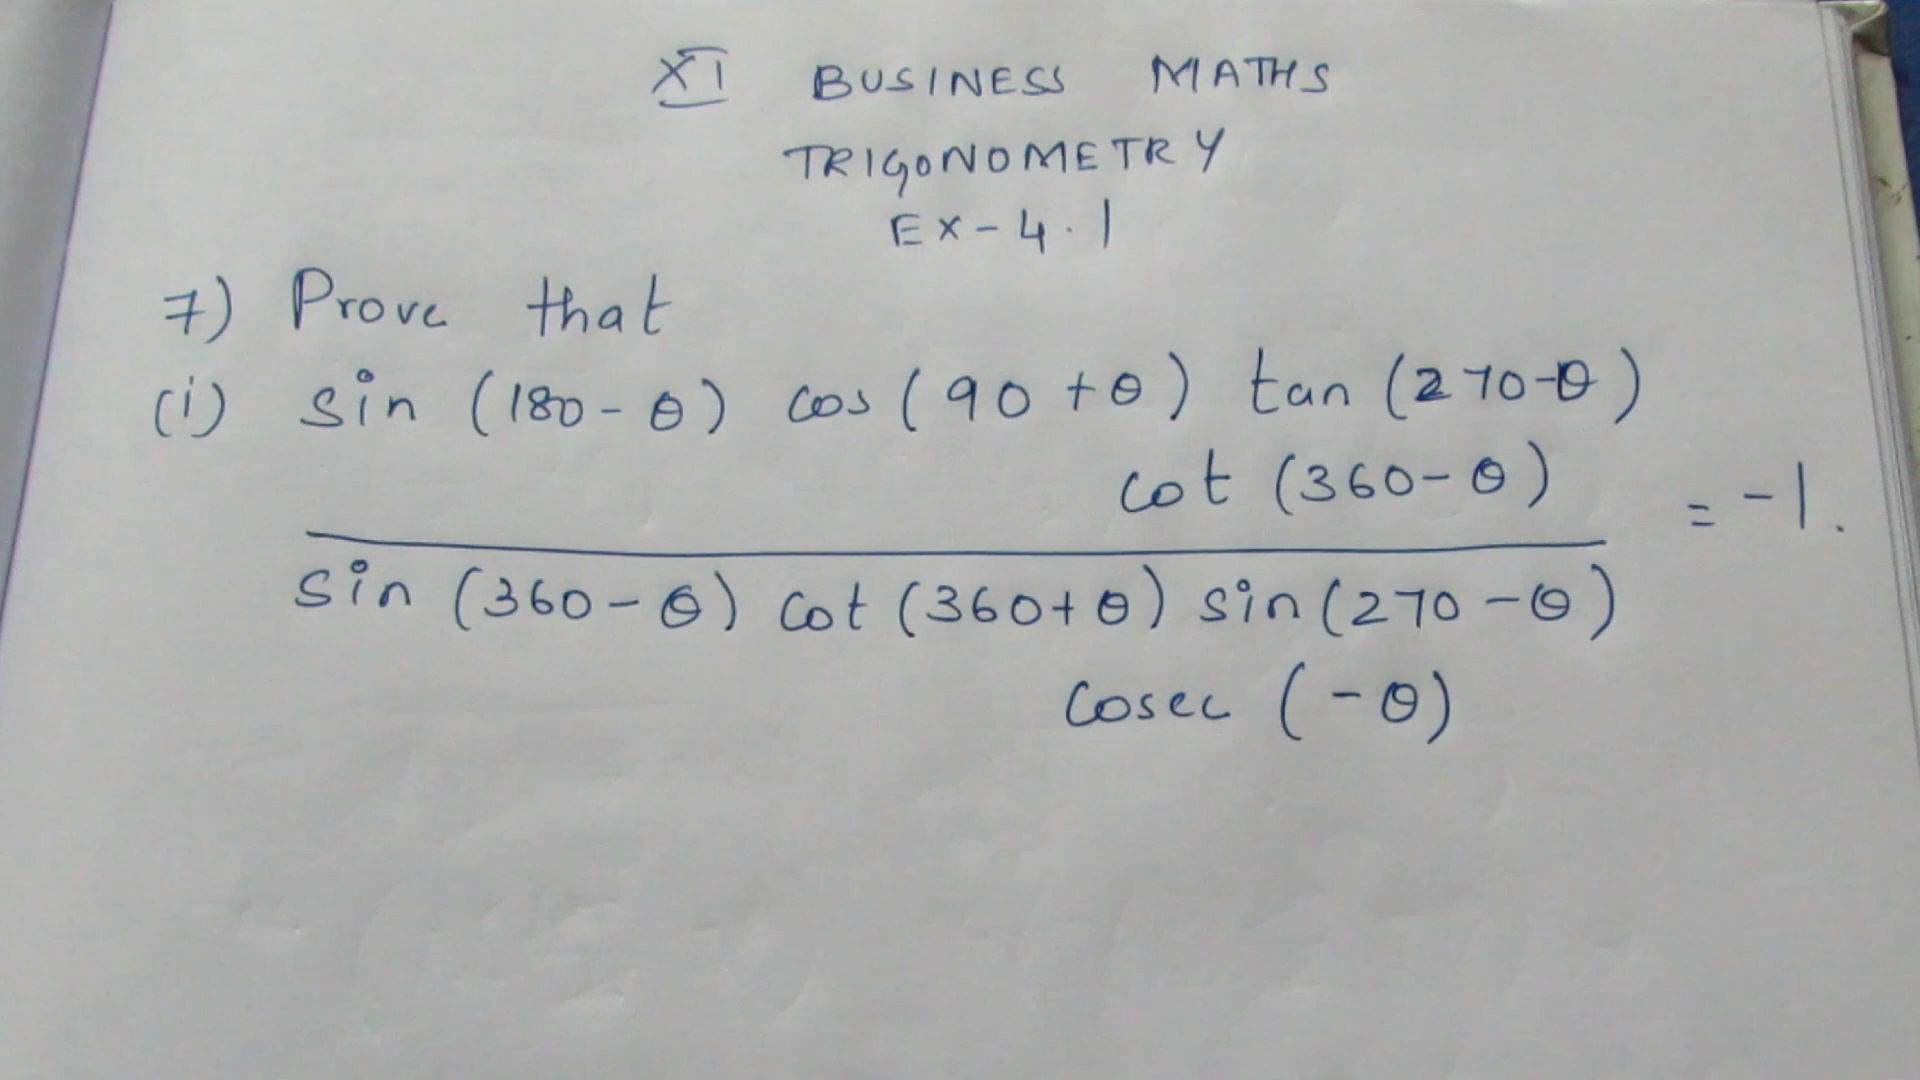 XI BUSINESS MATHS
TRIGONOMETRY
EX-4.1
7) Prove that
(i) sin (180-θ) cos(90+θ) tan(270-θ)
cot (360-θ)
= -1.
sin (360-θ) cot(360+θ) sin(270-θ)
cosec (-θ)